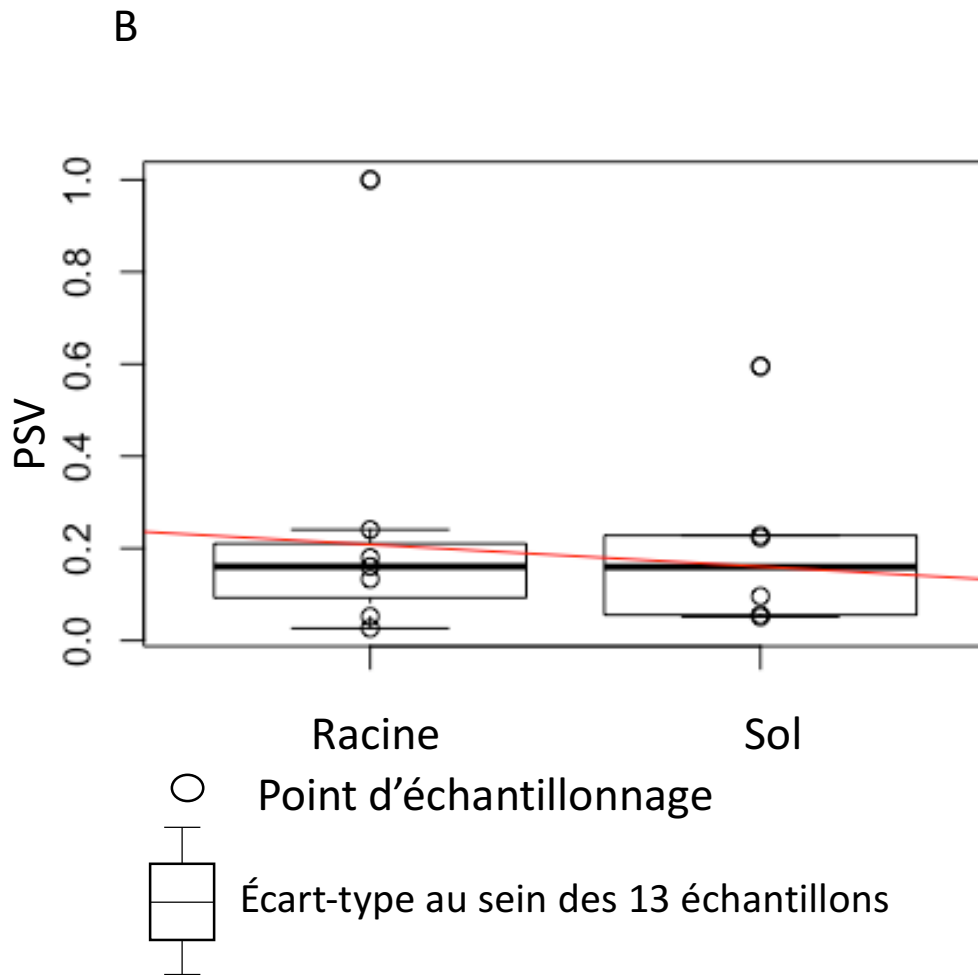 B
1.0
0.8
0.6
0.4
0.2
0.0
PSV
Racine Sol
Point d’échantillonnage
Écart-type au sein des 13 échantillons